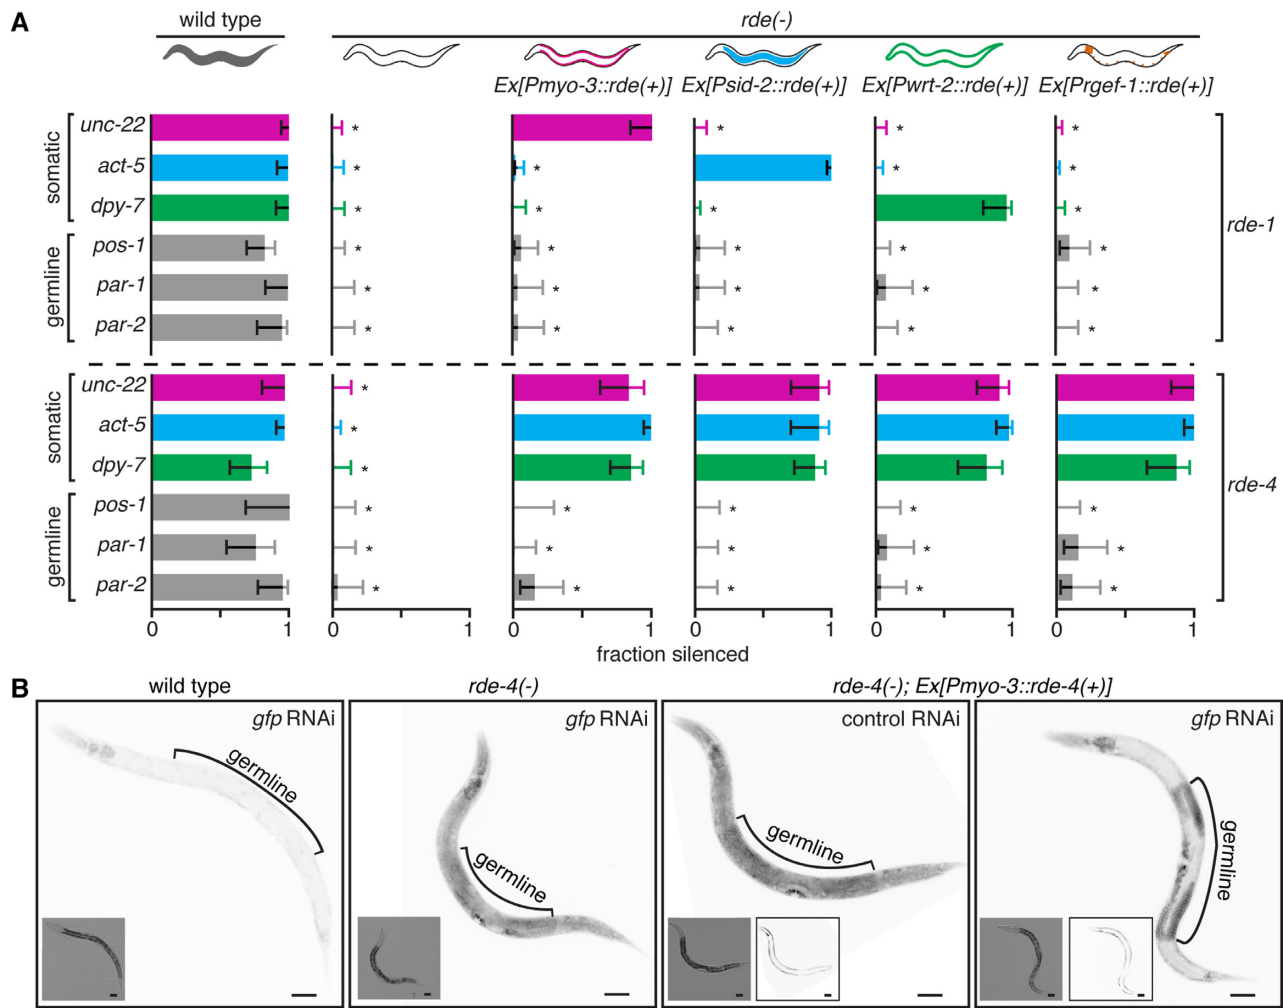 A
wild type
rde(-)
Ex[Pmyo-3::rde(+)]
Ex[Psid-2::rde(+)]
Ex[Pwrt-2::rde(+)]
Ex[Prgef-1::rde(+)]
somatic
unc-22
*
*
*
*
act-5
*
*
*
*
dpy-7
*
*
*
*
germline
pos-1
*
*
*
*
*
par-1
*
*
*
*
*
par-2
*
*
*
*
*
rde-1
somatic
unc-22
*
act-5
*
dpy-7
*
germline
pos-1
*
*
*
*
*
par-1
*
*
*
*
*
par-2
*
*
*
*
*
rde-4
0 1 0 1 0 1 0 1 0 1 0 1
fraction silenced
B
wild type
rde-4(-)
rde-4(-); Ex[Pmyo-3::rde-4(+)]
gfp RNAi
gfp RNAi
control RNAi
gfp RNAi
germline
germline
germline
germline